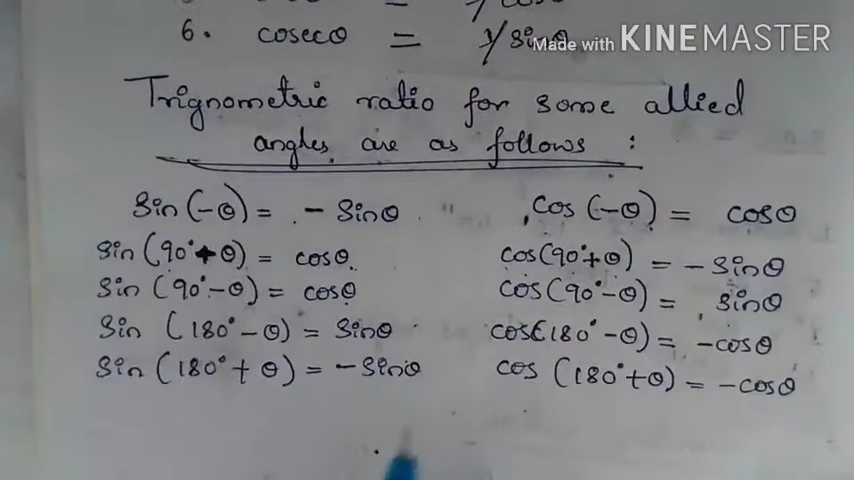 6. cosecθ = 1/sinθ
Made with KINEMASTER
Trignometric ratio for some allied
angles are as follows :
sin(-θ) = - sinθ cos(-θ) = cosθ
sin(90°+θ) = cosθ cos(90°+θ) = -sinθ
sin(90°-θ) = cosθ cos(90°-θ) = sinθ
sin(180°-θ) = sinθ cos(180°-θ) = -cosθ
sin(180°+θ) = -sinθ cos(180°+θ) = -cosθ